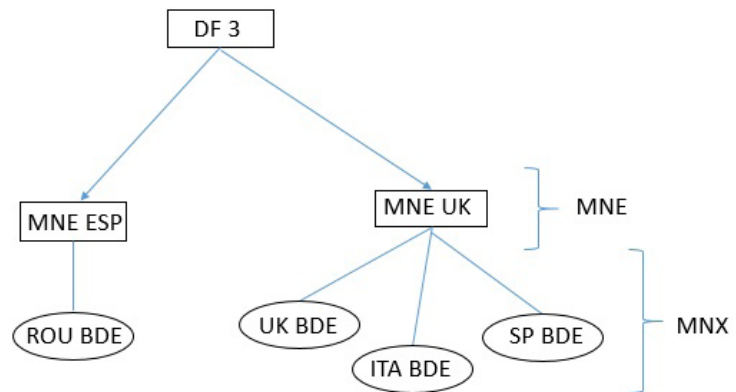 DF 3
MNE ESP
MNE UK
MNE
ROU BDE
UK BDE
ITA BDE
SP BDE
MNX